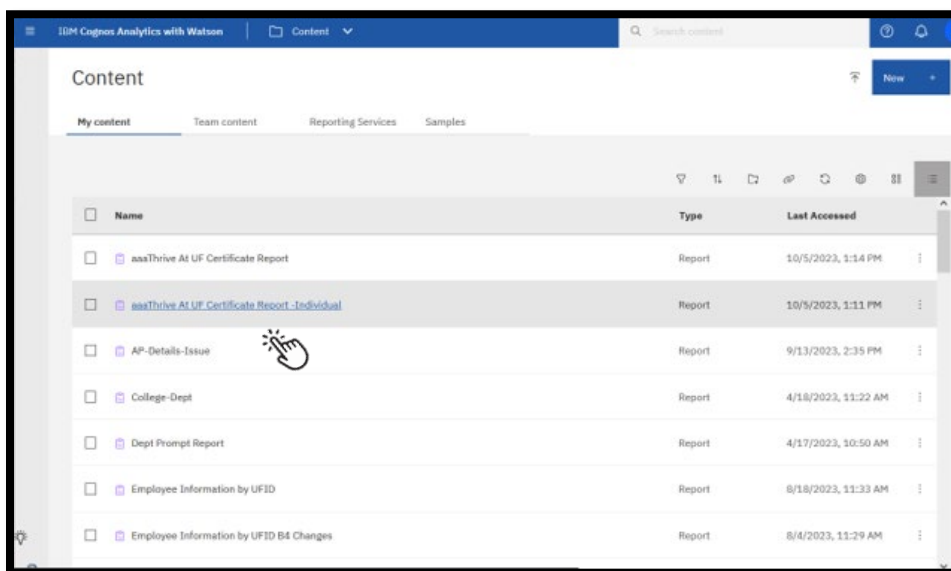 IBM Cognos Analytics with Watson Content Search content
Content New +
My content Team content Reporting Services Samples
Name Type Last Accessed
aaaThrive At UF Certificate Report Report 10/5/2023, 1:14 PM
aaaThrive At UF Certificate Report -Individual Report 10/5/2023, 1:11 PM
AP-Details-Issue Report 9/13/2023, 2:35 PM
College-Dept Report 4/18/2023, 11:22 AM
Dept Prompt Report Report 4/17/2023, 10:50 AM
Employee Information by UFID Report 8/18/2023, 11:33 AM
Employee Information by UFID B4 Changes Report 8/4/2023, 11:29 AM